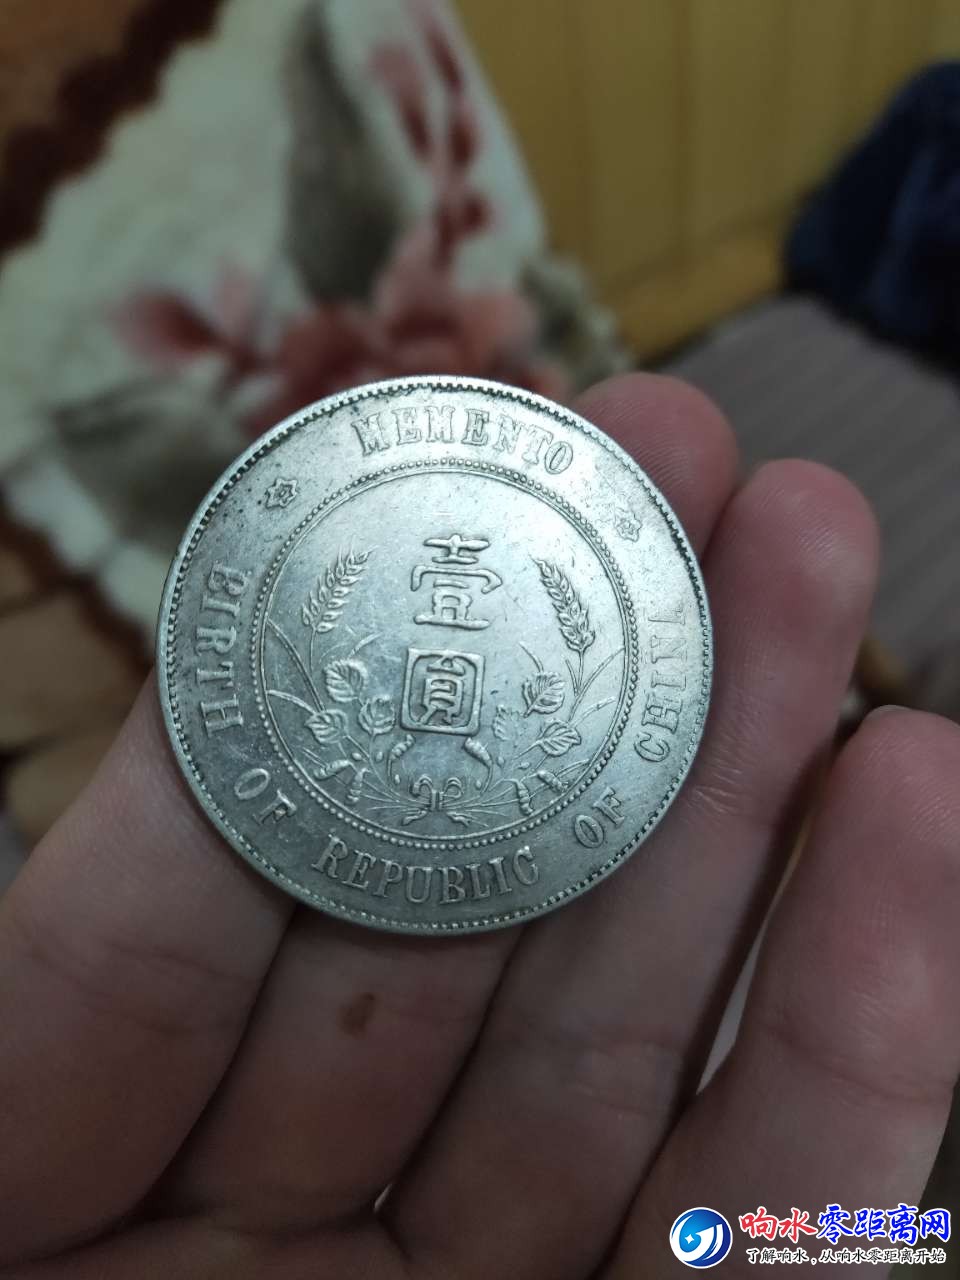 MEMENTO
壹
圓
BIRTH OF REPUBLIC OF CHINA
响水零距离网
了解响水,从响水零距离开始